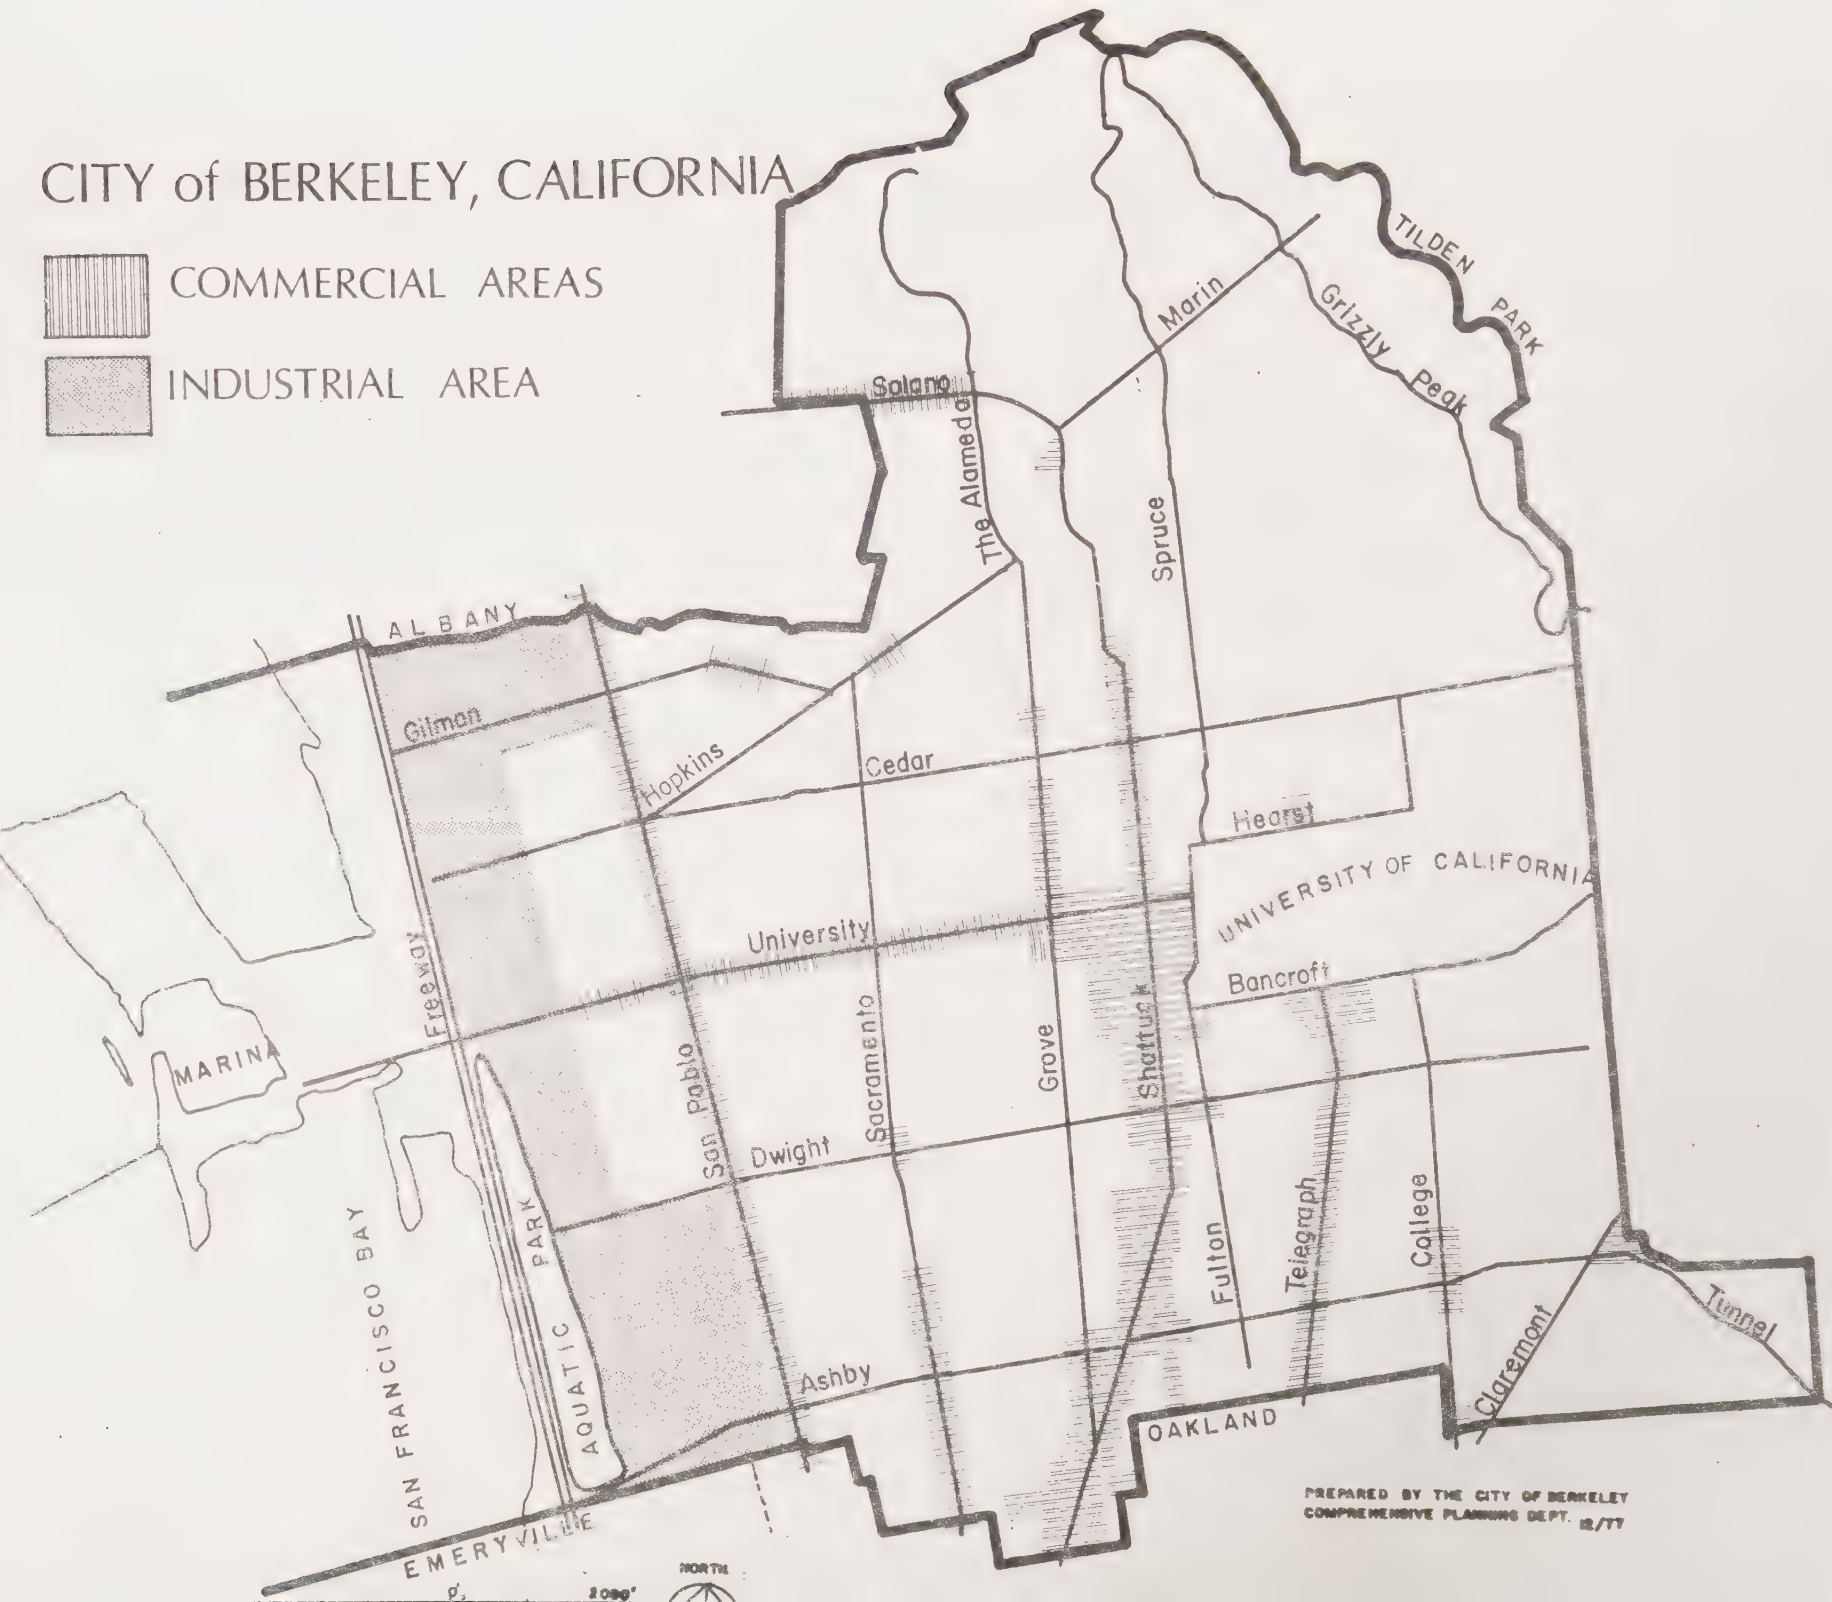 CITY of BERKELEY, CALIFORNIA
COMMERCIAL AREAS
INDUSTRIAL AREA
TILDEN PARK
Marin
Grizzly Peak
Solano
The Alameda
Spruce
ALBANY
Gilman
Hopkins
Cedar
Hearst
UNIVERSITY OF CALIFORNIA
University
Freeway
Bancroft
MARINA
San Pablo
Sacramento
Grove
Shattuck
Dwight
Fulton
Telegraph
College
Claremont
Tunnel
Ashby
AQUATIC PARK
SAN FRANCISCO BAY
OAKLAND
EMERYVILLE
PREPARED BY THE CITY OF BERKELEY
COMPREHENSIVE PLANNING DEPT. 12/77
NORTH
0'
2000'